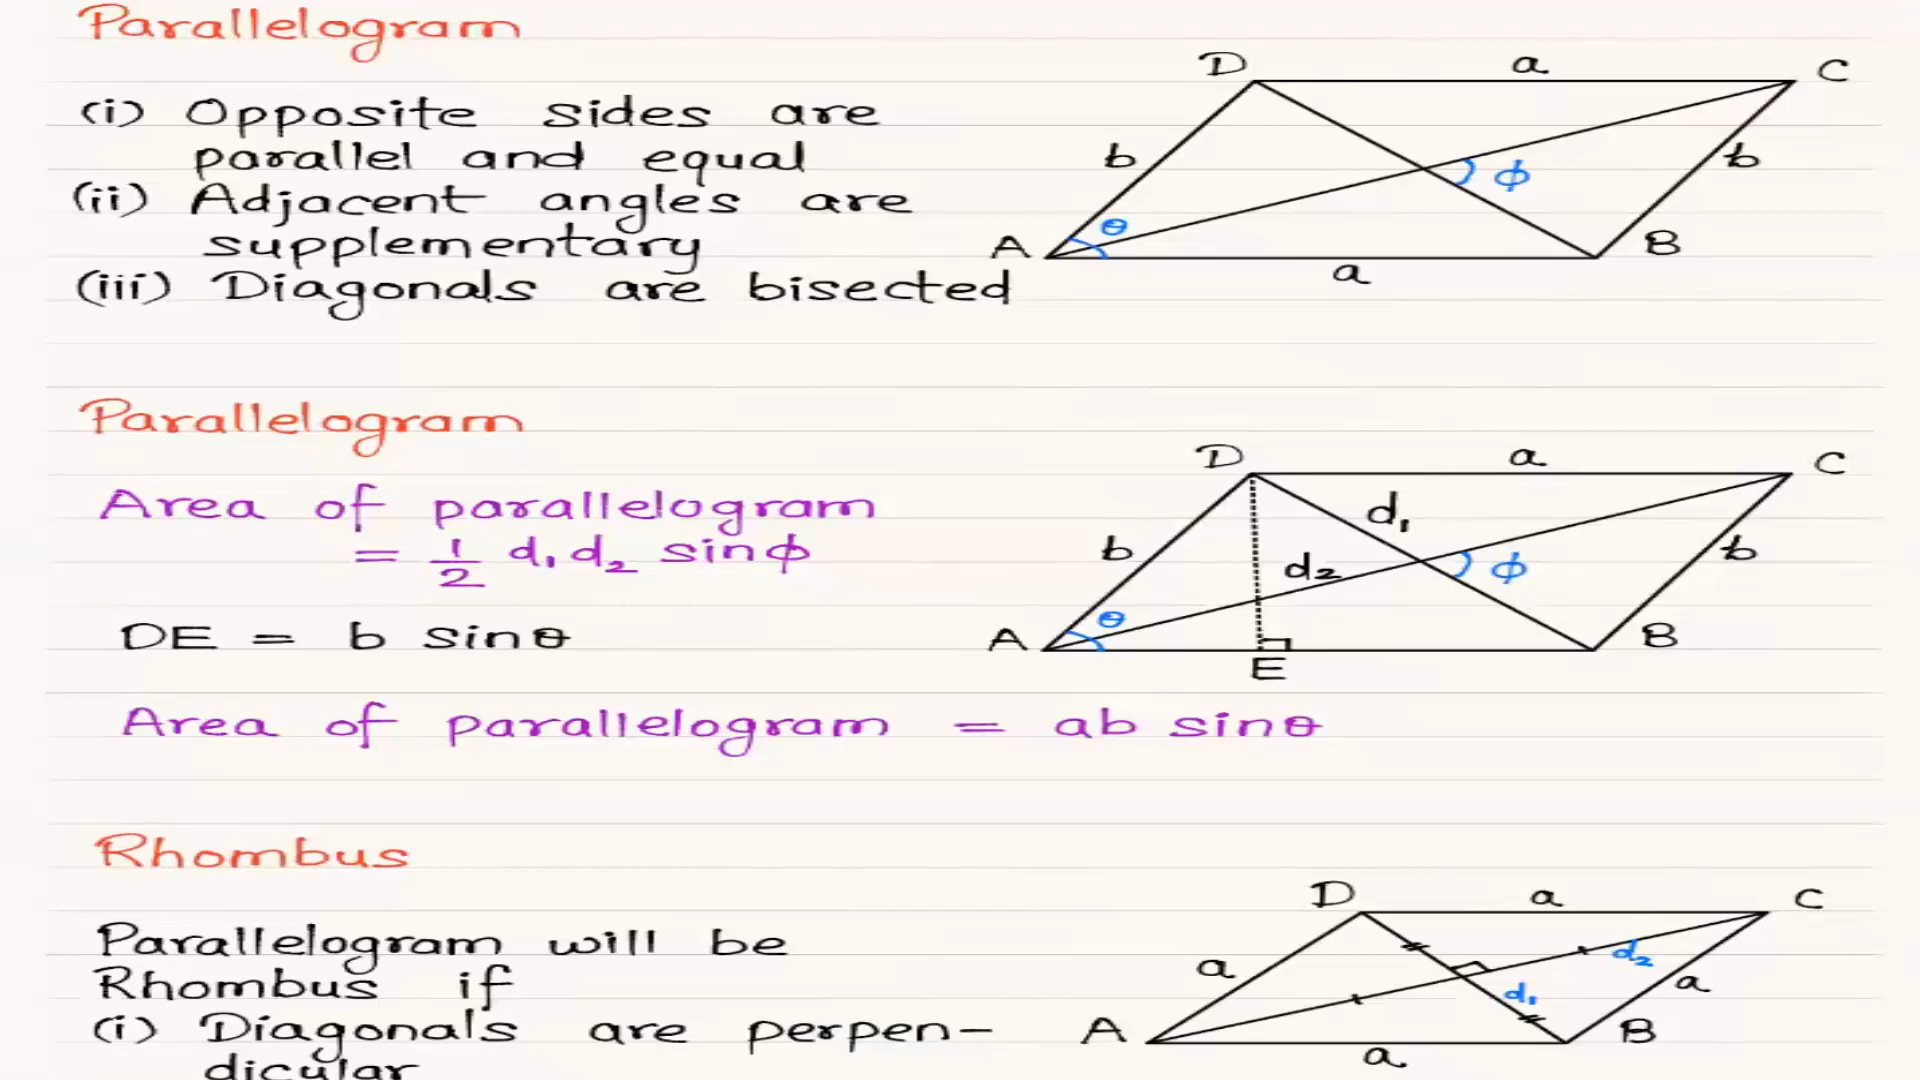 Parallelogram
(i) Opposite sides are
parallel and equal
(ii) Adjacent angles are
supplementary
(iii) Diagonals are bisected
D a C
b b
θ ϕ
A a B
Parallelogram
Area of parallelogram
= 1/2 d₁d₂ sinϕ
DE = b sinθ
Area of parallelogram = ab sinθ
D a C
d₁
b d₂ ϕ b
θ
A E B
Rhombus
Parallelogram will be
Rhombus if
(i) Diagonals are perpen-
dicular
D a C
a d₂
d₁ a
A a B